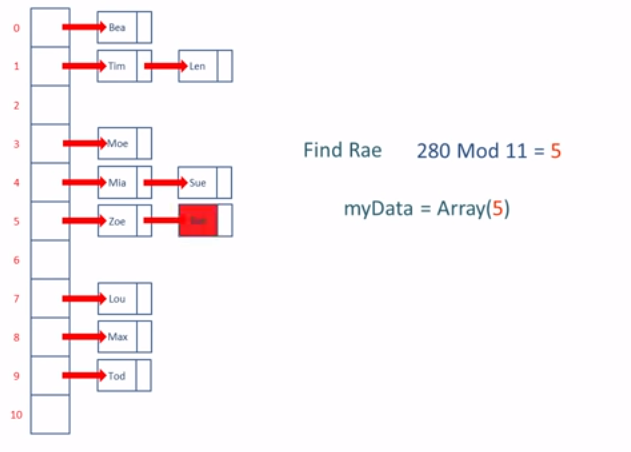 0 Bea
1 Tim Len
2
3 Moe
4 Mia Sue
5 Zoe
6
7 Lou
8 Max
9 Tod
10
Find Rae 280 Mod 11 = 5
myData = Array(5)